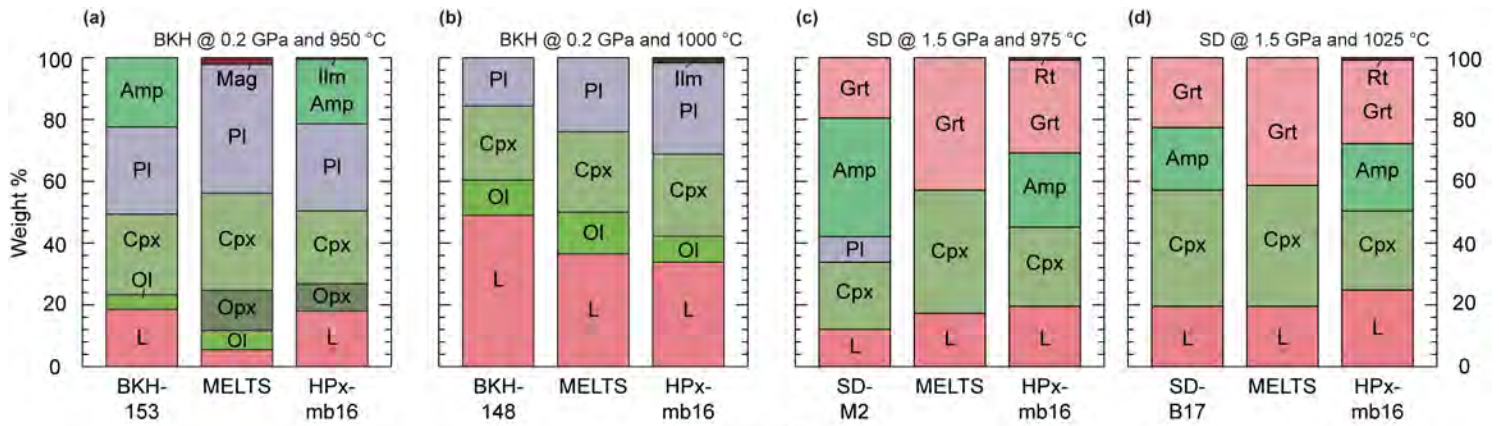 (a)
BKH @ 0.2 GPa and 950 °C
Weight %
100
80
60
40
20
0
Amp
Pl
Cpx
Ol
L
BKH-
153
Mag
Pl
Cpx
Opx
Ol
MELTS
Ilm
Amp
Pl
Cpx
Opx
L
HPx-
mb16
(b)
BKH @ 0.2 GPa and 1000 °C
Pl
Cpx
Ol
L
BKH-
148
Pl
Cpx
Ol
L
MELTS
Ilm
Pl
Cpx
Ol
L
HPx-
mb16
(c)
SD @ 1.5 GPa and 975 °C
Grt
Amp
Pl
Cpx
L
SD-
M2
Grt
Cpx
L
MELTS
Rt
Grt
Amp
Cpx
L
HPx-
mb16
(d)
SD @ 1.5 GPa and 1025 °C
Grt
Amp
Cpx
L
SD-
B17
Grt
Cpx
L
MELTS
Rt
Grt
Amp
Cpx
L
HPx-
mb16
100
80
60
40
20
0